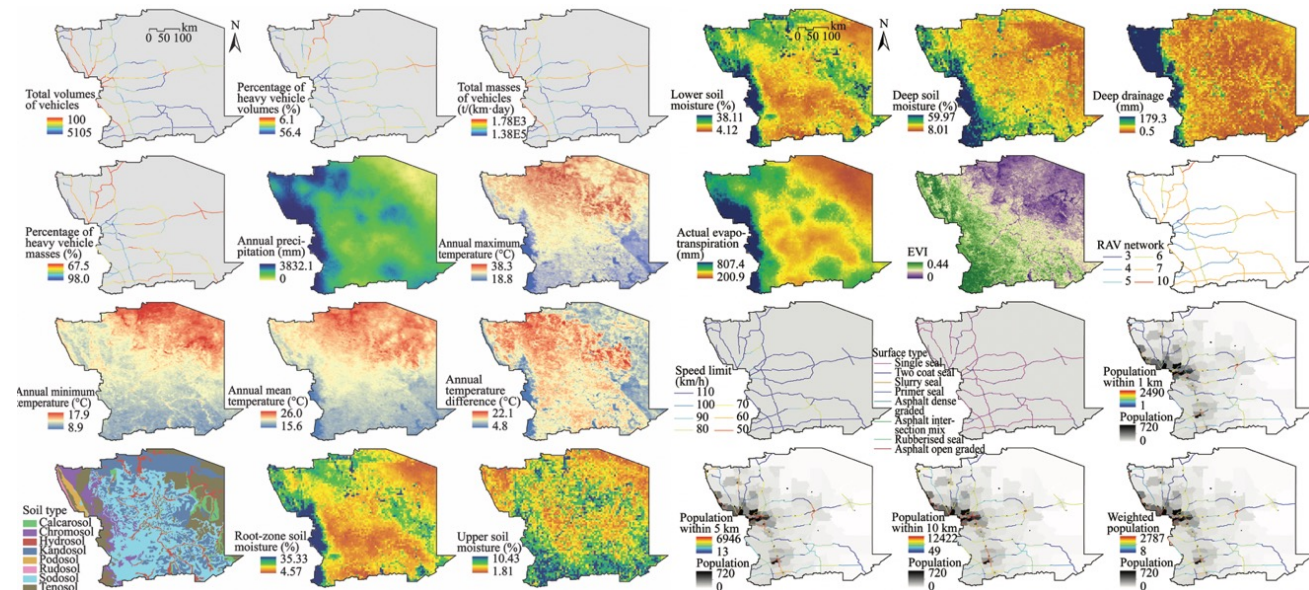 N
km
0 50 100
Total volumes
of vehicles
100
5105
Percentage of
heavy vehicle
volumes (%)
6.1
56.4
Total masses
of vehicles
(t/(km·day)
1.78E3
1.38E5
N
km
0 50 100
Lower soil
moisture (%)
38.11
4.12
Deep soil
moisture (%)
59.97
8.01
Deep drainage
(mm)
179.3
0.5
Percentage of
heavy vehicle
masses (%)
67.5
98.0
Annual preci-
pitation (mm)
3832.1
0
Annual maximum
temperature (°C)
38.3
18.8
Actual evapo-
transpiration
(mm)
807.4
200.9
EVI
0.44
0
RAV network
3 6
4 7
5 10
Annual minimum
temperature (°C)
17.9
8.9
Annual mean
temperature (°C)
26.0
15.6
Annual
temperature
difference (°C)
22.1
4.8
Speed limit
(km/h)
110
100 70
90 60
80 50
Surface type
Single seal
Two coat seal
Slurry seal
Primer seal
Asphalt dense
graded
Asphalt inter-
section mix
Rubberised seal
Asphalt open graded
Population
within 1 km
2490
1
Population
720
0
Soil type
Calcarosol
Chromosol
Hydrosol
Kandosol
Podosol
Rudosol
Sodosol
Tenosol
Root-zone soil
moisture (%)
35.33
4.57
Upper soil
moisture (%)
10.43
1.81
Population
within 5 km
6946
13
Population
720
0
Population
within 10 km
12422
49
Population
720
0
Weighted
population
2787
8
Population
720
0